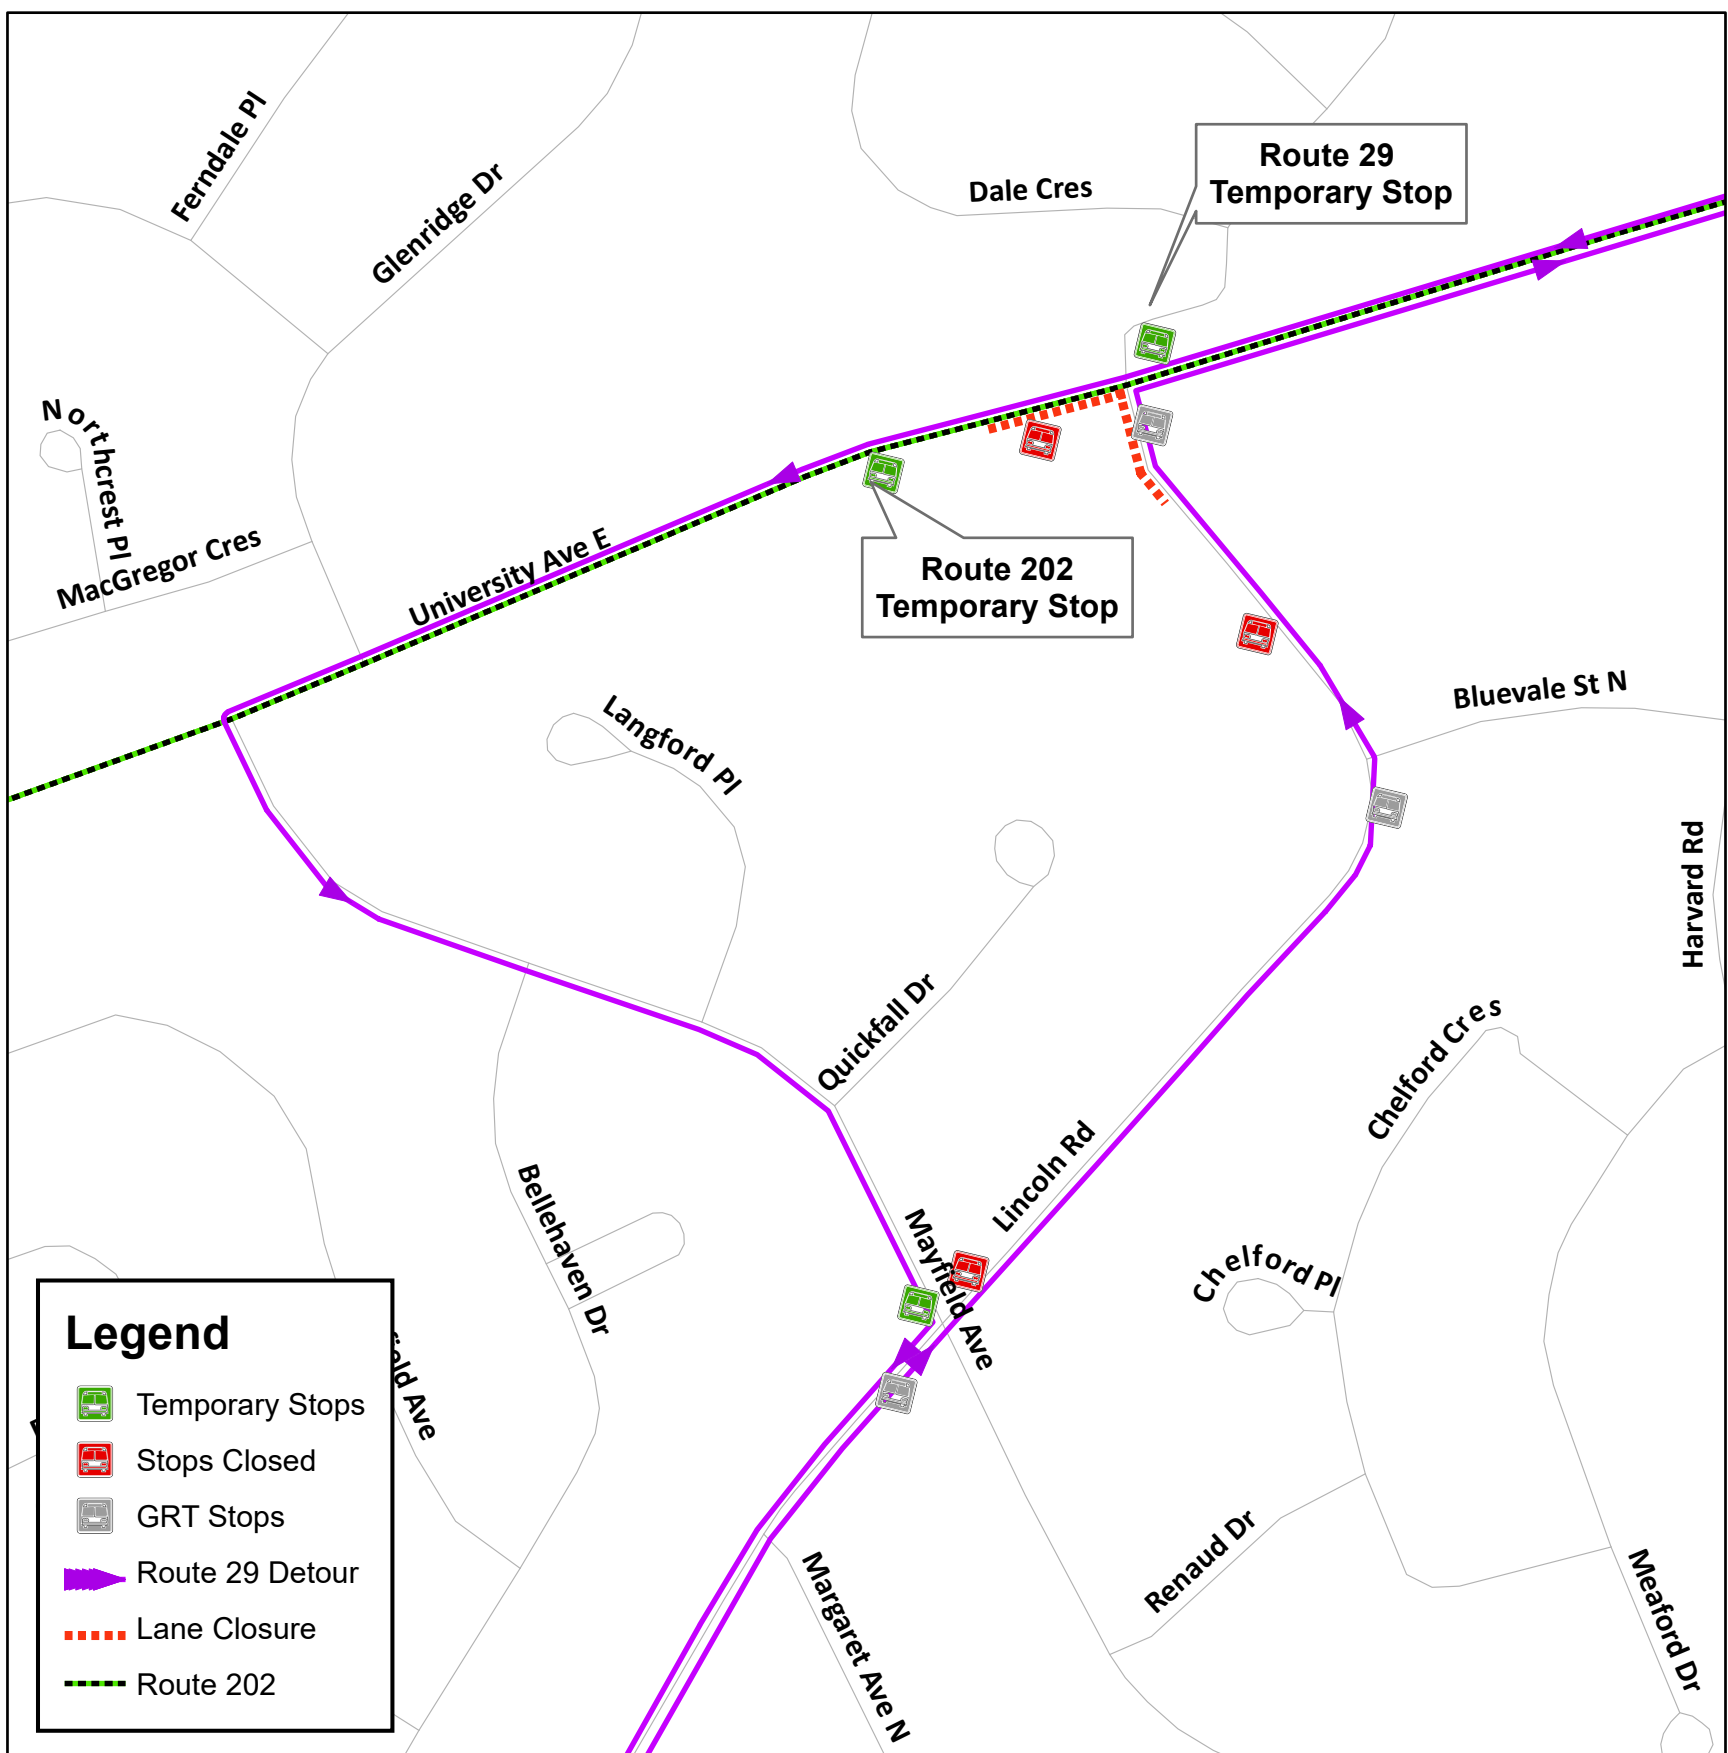 Ferndale Pl
Glenridge Dr
Dale Cres
Route 29
Temporary Stop
Northcrest Pl
MacGregor Cres
University Ave E
Route 202
Temporary Stop
Bluevale St N
Langford Pl
Harvard Rd
Quickfall Dr
Chelford Cres
Lincoln Rd
Bellehaven Dr
Mayfield Ave
Chelford Pl
Renaud Dr
Margaret Ave N
Meaford Dr
field Ave
Legend
Temporary Stops
Stops Closed
GRT Stops
Route 29 Detour
Lane Closure
Route 202